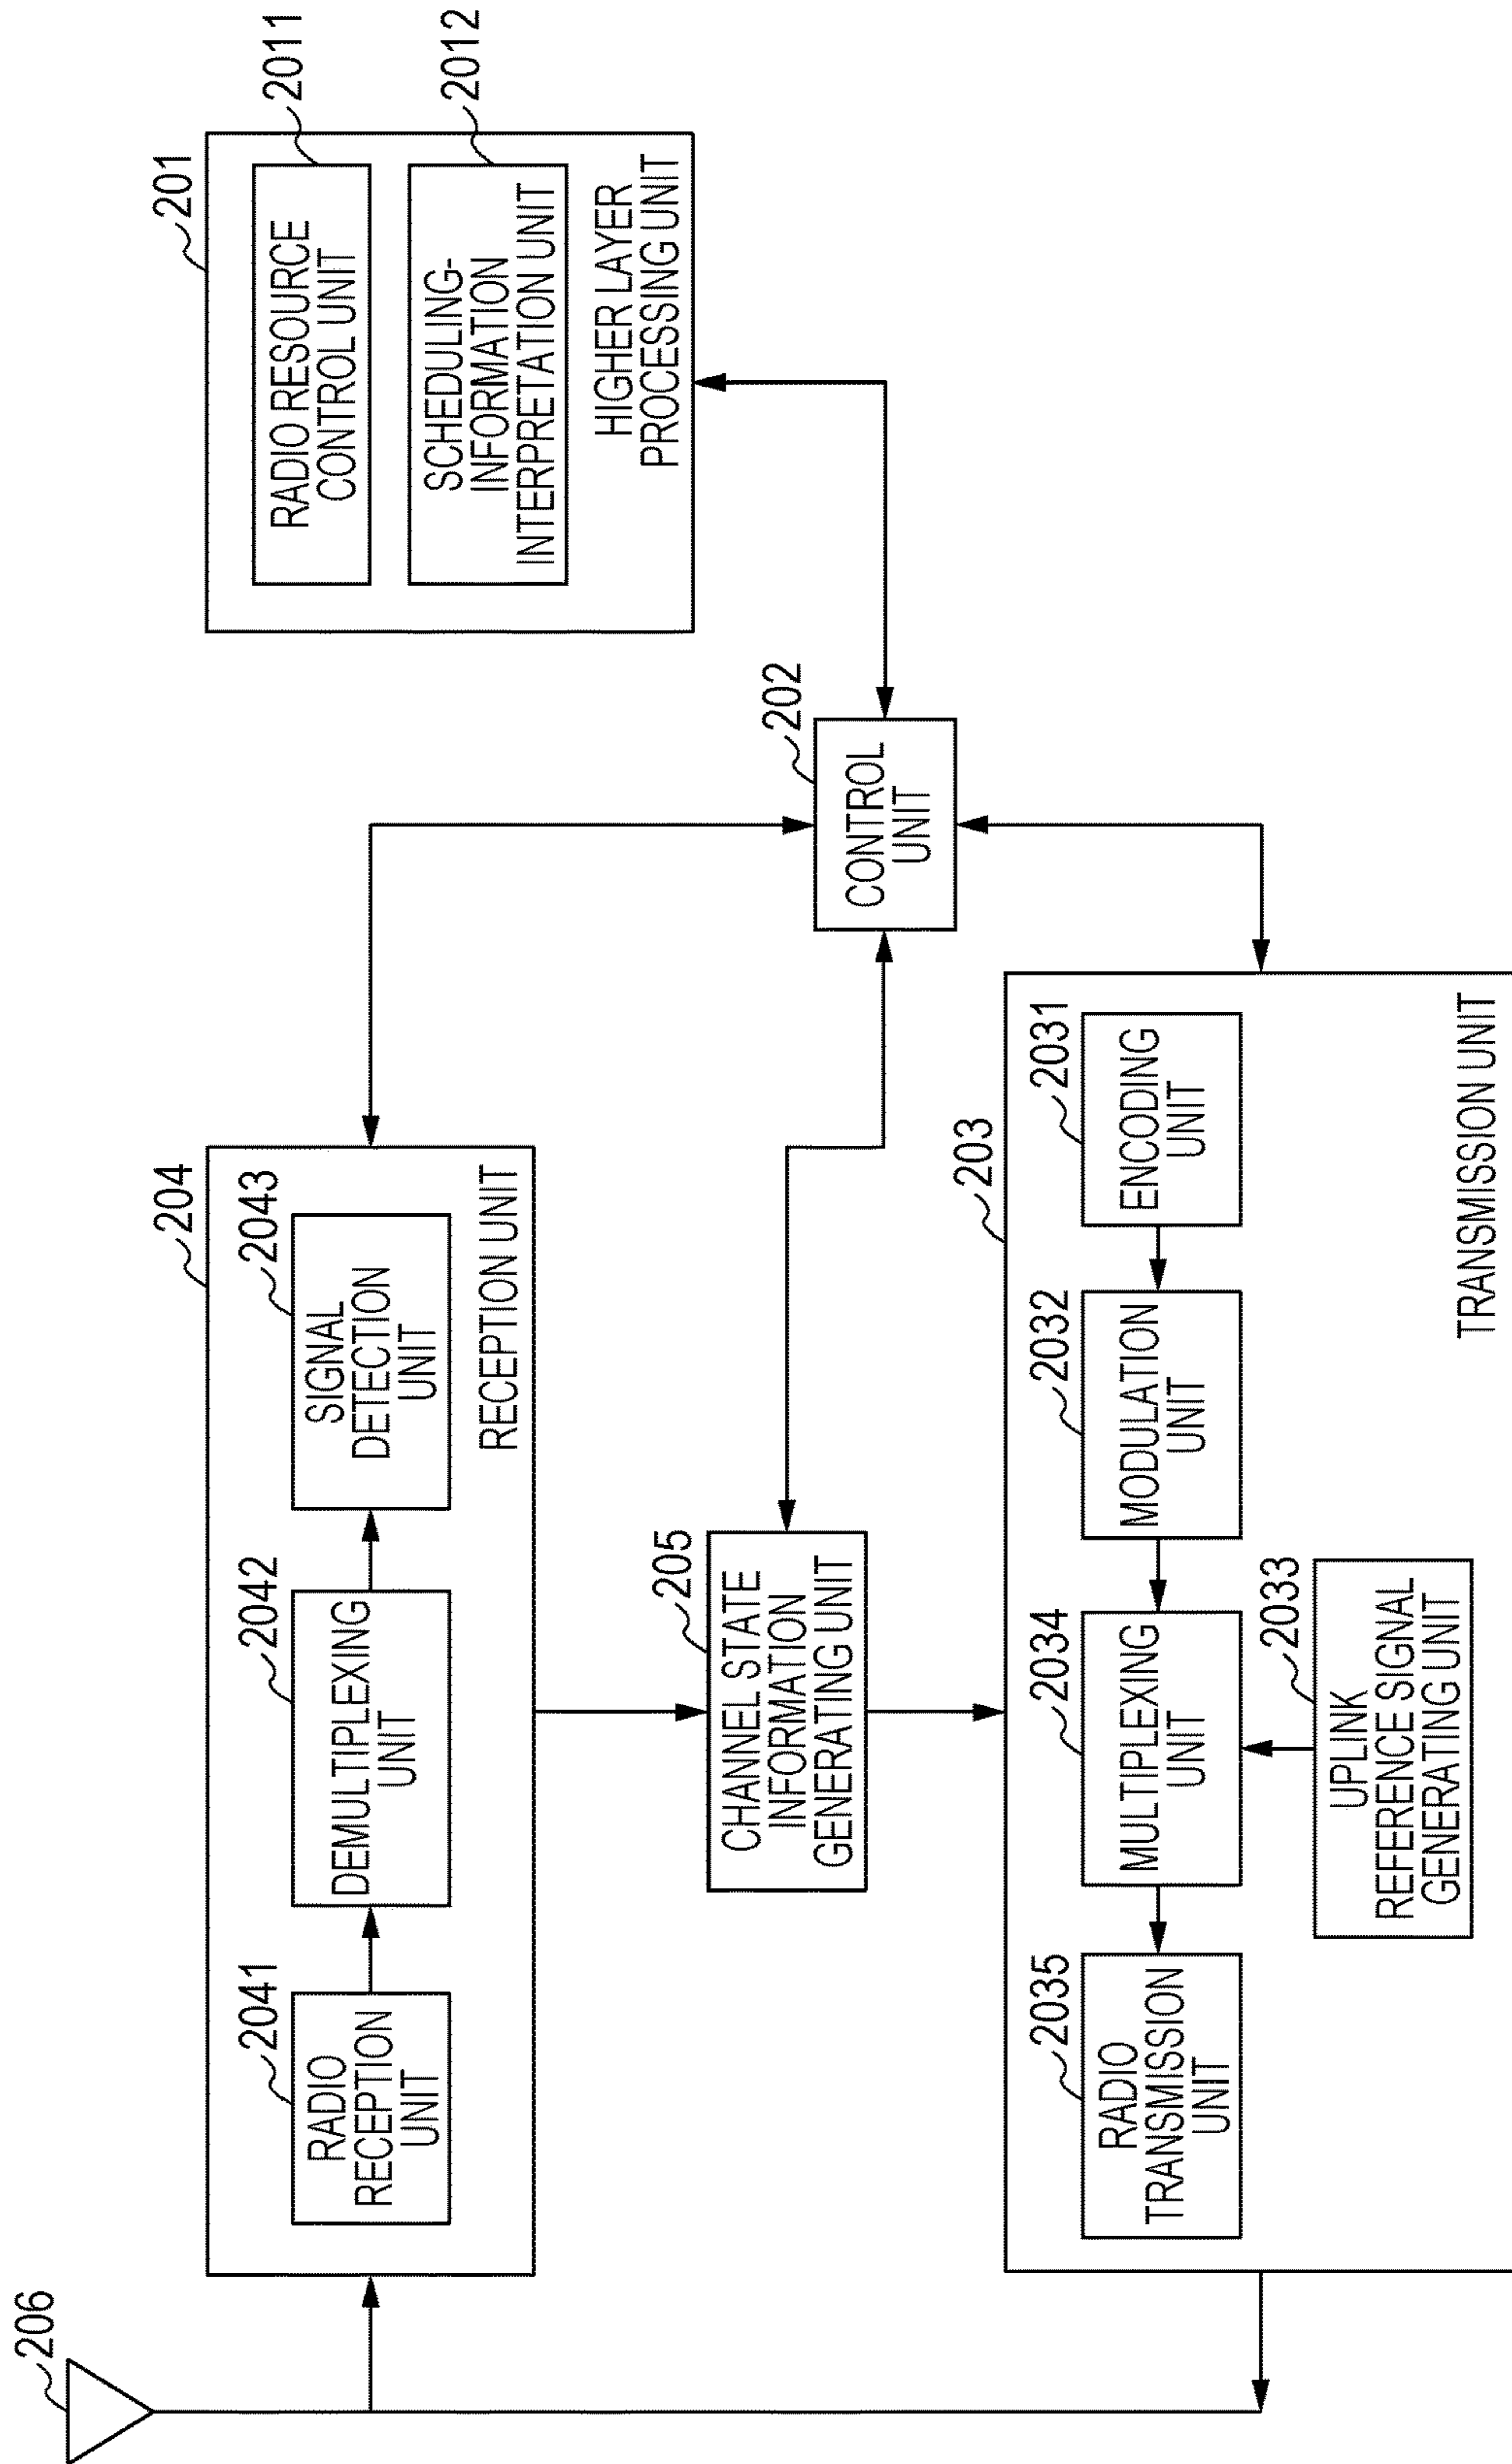 206
204
2041
RADIO
RECEPTION
UNIT
2042
DEMULTIPLEXING
UNIT
2043
SIGNAL
DETECTION
UNIT
RECEPTION UNIT
201
RADIO RESOURCE
CONTROL UNIT
2011
SCHEDULING-
INFORMATION
INTERPRETATION UNIT
2012
HIGHER LAYER
PROCESSING UNIT
205
CHANNEL STATE
INFORMATION
GENERATING UNIT
202
CONTROL
UNIT
203
2035
RADIO
TRANSMISSION
UNIT
2034
MULTIPLEXING
UNIT
2032
MODULATION
UNIT
2031
ENCODING
UNIT
2033
UPLINK
REFERENCE SIGNAL
GENERATING UNIT
TRANSMISSION UNIT